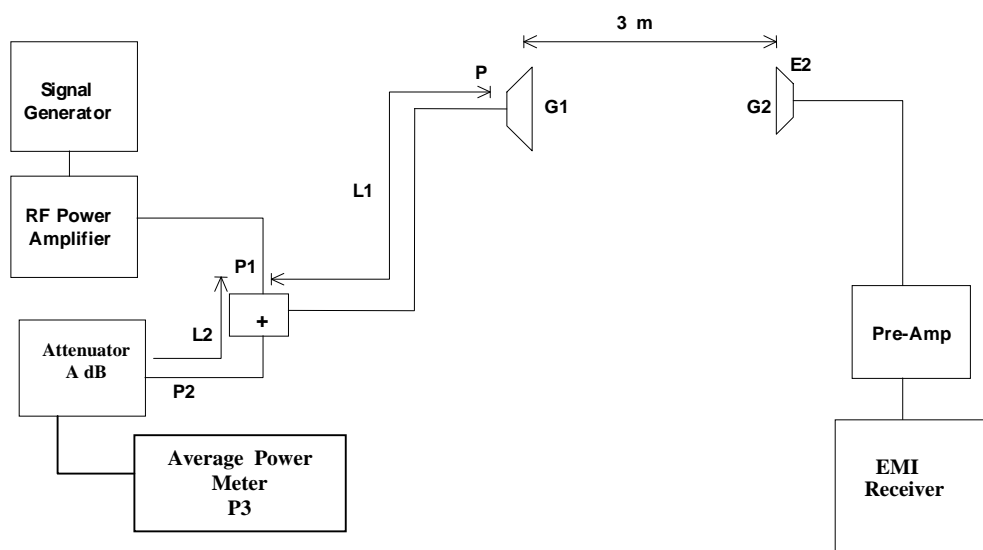 3 m
Signal
Generator
P
E2
G1
G2
L1
RF Power
Amplifier
P1
+
L2
Attenuator
A dB
P2
Pre-Amp
Average Power
Meter
P3
EMI
Receiver